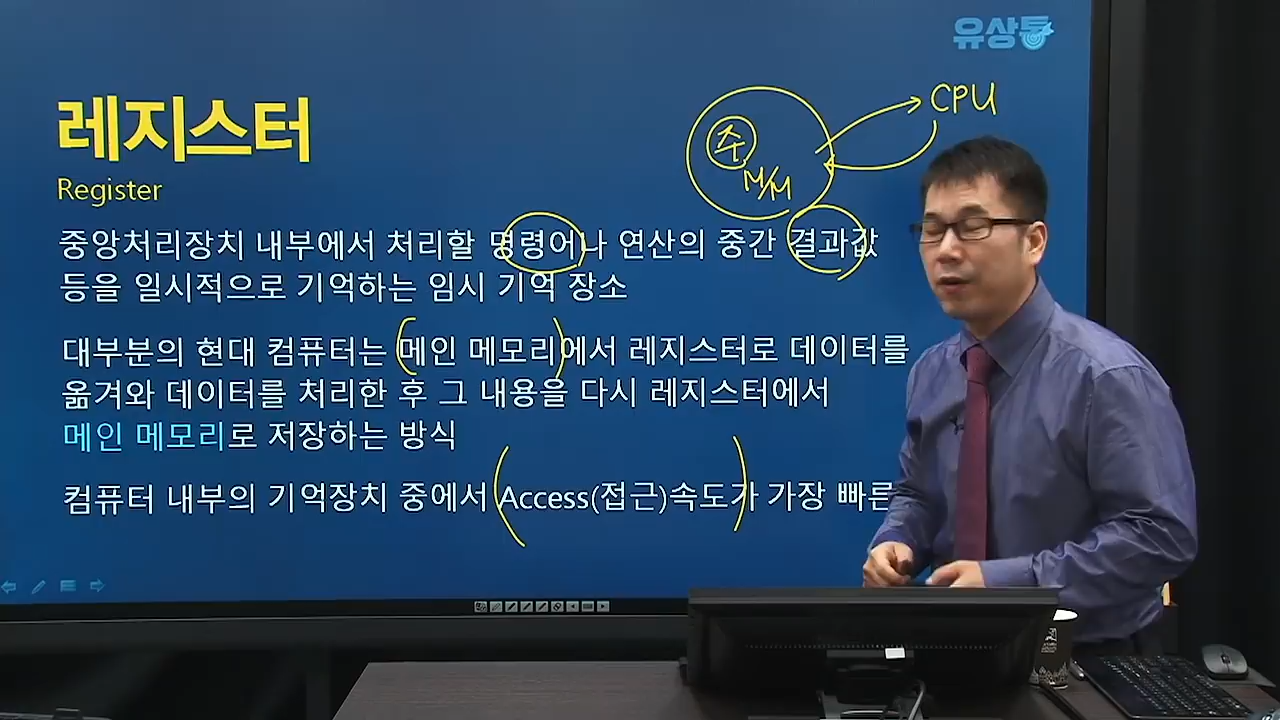 유상통
레지스터
Register
CPU
주
M/M
중앙처리장치 내부에서 처리할 명령어나 연산의 중간 결과값
등을 일시적으로 기억하는 임시 기억 장소
대부분의 현대 컴퓨터는 메인 메모리에서 레지스터로 데이터를
옮겨와 데이터를 처리한 후 그 내용을 다시 레지스터에서
메인 메모리로 저장하는 방식
컴퓨터 내부의 기억장치 중에서 Access(접근)속도가 가장 빠른